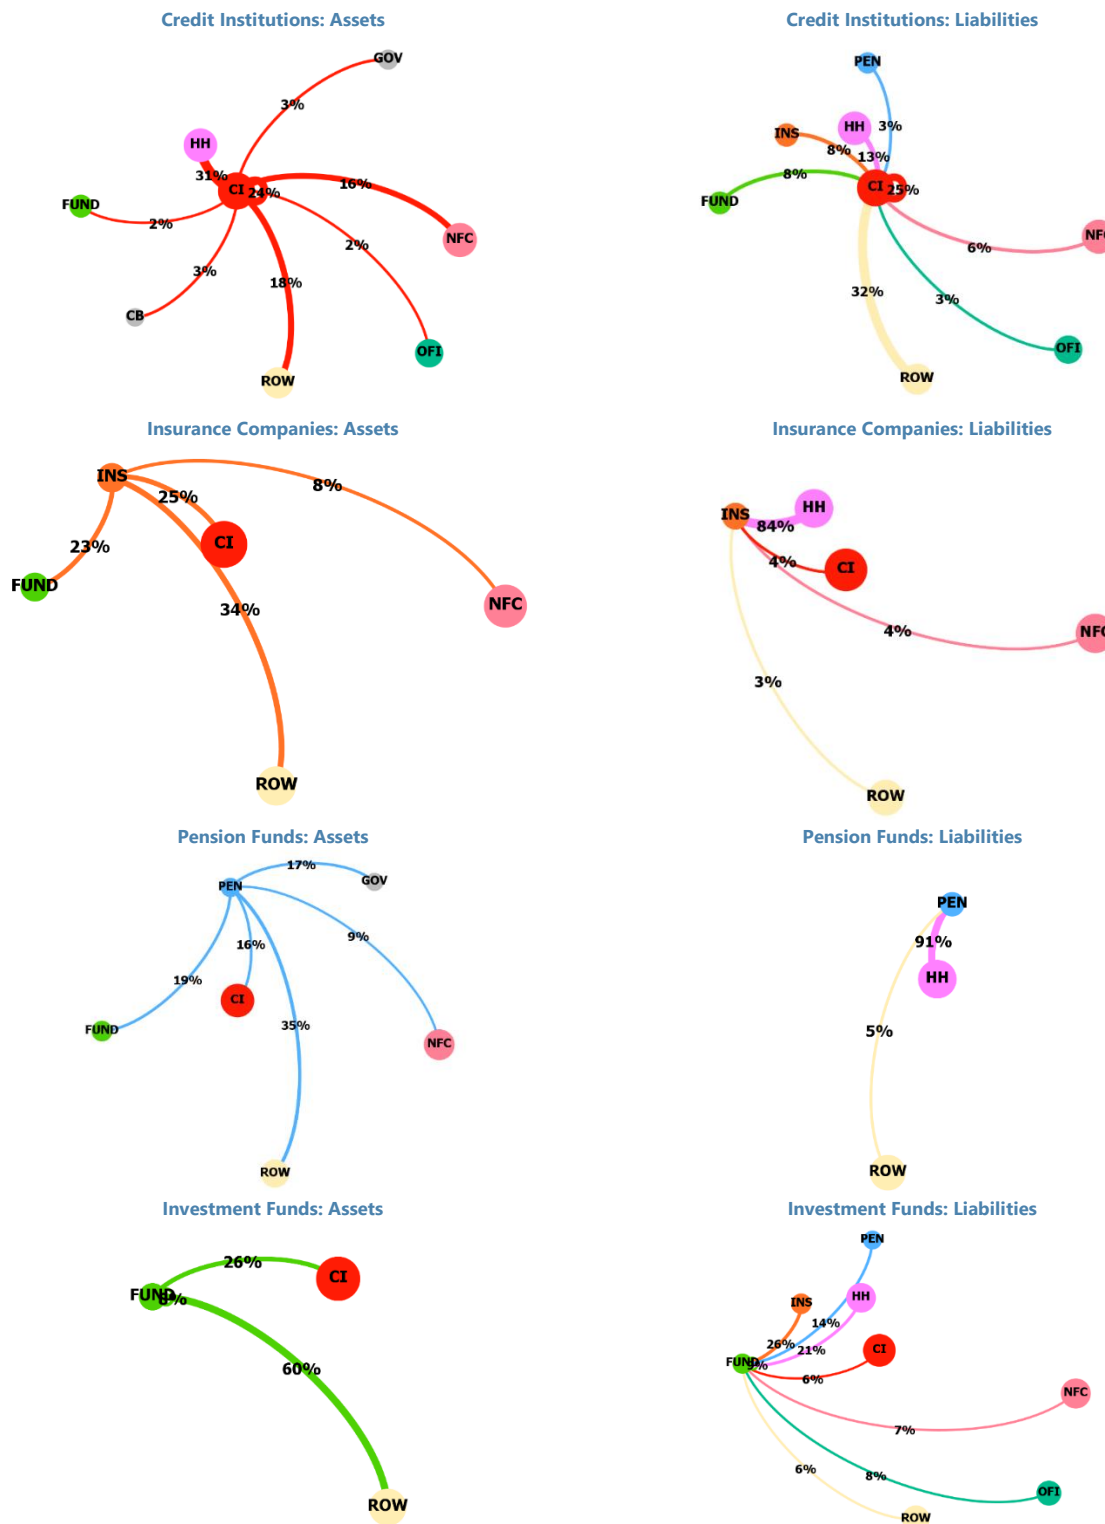 Credit Institutions: Assets
GOV
3%
HH
31%
CI
24%
16%
FUND
2%
NFC
2%
3%
18%
CB
OFI
ROW
Credit Institutions: Liabilities
PEN
INS
HH
3%
8%
13%
8%
CI
25%
FUND
NFC
6%
32%
3%
OFI
ROW
Insurance Companies: Assets
INS
25%
8%
CI
23%
FUND
34%
NFC
ROW
Insurance Companies: Liabilities
INS
HH
84%
4%
CI
4%
NFC
3%
ROW
Pension Funds: Assets
17%
PEN
GOV
16%
9%
19%
CI
FUND
35%
NFC
ROW
Pension Funds: Liabilities
PEN
91%
HH
5%
ROW
Investment Funds: Assets
26%
CI
FUND
8%
60%
ROW
Investment Funds: Liabilities
PEN
INS
HH
14%
26%
21%
CI
FUND
6%
NFC
7%
6%
8%
OFI
ROW